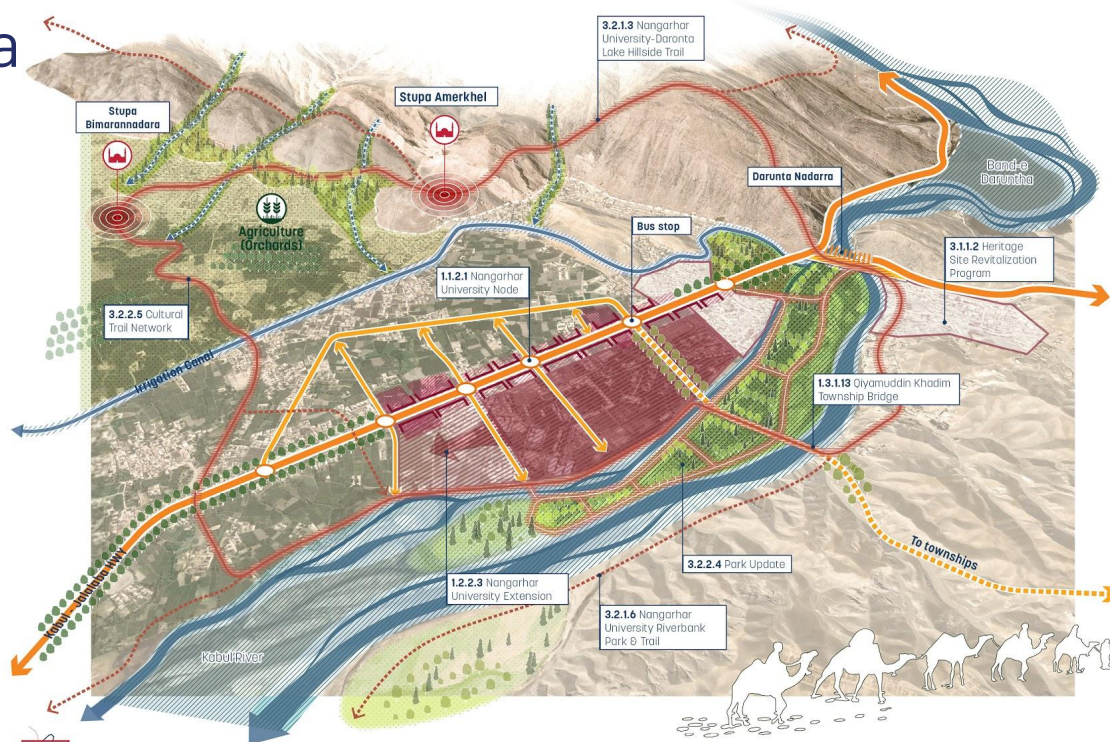 a
3.2.1.3 Nangarhar
University-Daronta
Lake Hillside Trail
Stupa
Bimarannadara
Stupa Amerkhel
Darunta Nadarra
Band-e
Daruntha
Agriculture
(Orchards)
Bus stop
3.1.1.2 Heritage
Site Revitalization
Program
1.1.2.1 Nangarhar
University Node
3.2.2.5 Cultural
Trail Network
Irrigation Canal
1.3.1.13 Qiyamuddin Khadim
Township Bridge
To townships
3.2.2.4 Park Update
1.2.2.3 Nangarhar
University Extension
3.2.1.6 Nangarhar
University Riverbank
Park & Trail
Kabul - Jalalaba HWY
Kabul River